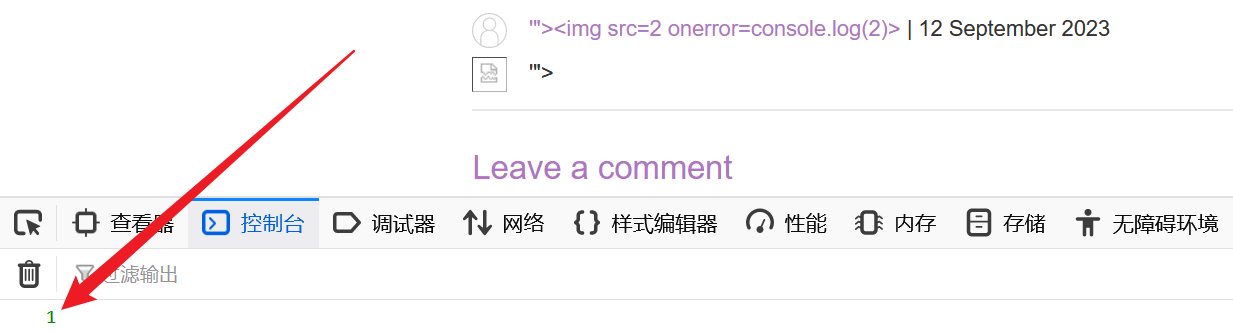 '"><img src=2 onerror=console.log(2)> | 12 September 2023
'">
Leave a comment
查看器 控制台 调试器 网络 样式编辑器 性能 内存 存储 无障碍环境
过滤输出
1